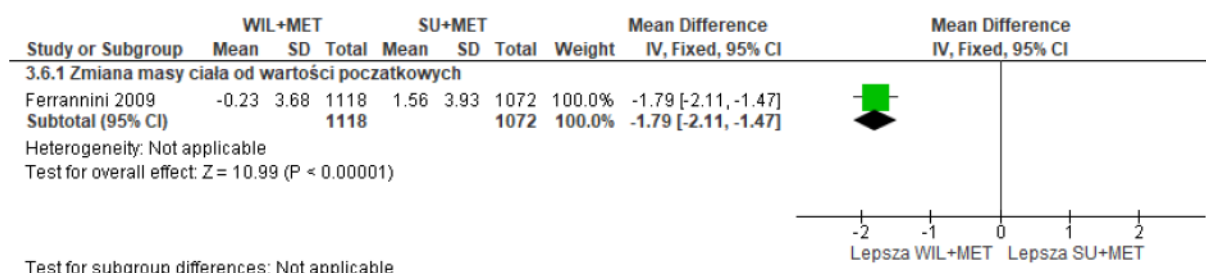 WIL+MET SU+MET Mean Difference Mean Difference
Study or Subgroup Mean SD Total Mean SD Total Weight IV, Fixed, 95% CI IV, Fixed, 95% CI
3.6.1 Zmiana masy ciała od wartości poczatkowych
Ferrannini 2009 -0.23 3.68 1118 1.56 3.93 1072 100.0% -1.79 [-2.11, -1.47]
Subtotal (95% CI) 1118 1072 100.0% -1.79 [-2.11, -1.47]
Heterogeneity: Not applicable
Test for overall effect: Z = 10.99 (P < 0.00001)
-2 -1 0 1 2
Lepsza WIL+MET Lepsza SU+MET
Test for subgroup differences: Not applicable